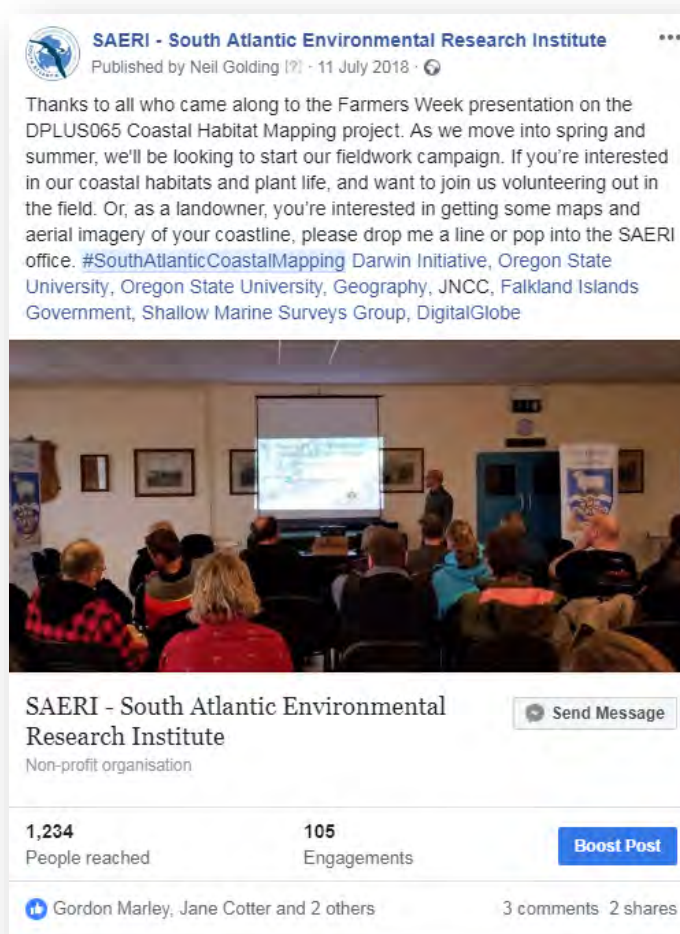 SAERI - South Atlantic Environmental Research Institute
Published by Neil Golding [?] · 11 July 2018 ·
Thanks to all who came along to the Farmers Week presentation on the
DPLUS065 Coastal Habitat Mapping project. As we move into spring and
summer, we'll be looking to start our fieldwork campaign. If you're interested
in our coastal habitats and plant life, and want to join us volunteering out in
the field. Or, as a landowner, you're interested in getting some maps and
aerial imagery of your coastline, please drop me a line or pop into the SAERI
office. #SouthAtlanticCoastalMapping Darwin Initiative, Oregon State
University, Oregon State University, Geography, JNCC, Falkland Islands
Government, Shallow Marine Surveys Group, DigitalGlobe
SAERI - South Atlantic Environmental
Research Institute
Send Message
Non-profit organisation
1,234
People reached
105
Engagements
Boost Post
Gordon Marley, Jane Cotter and 2 others
3 comments 2 shares